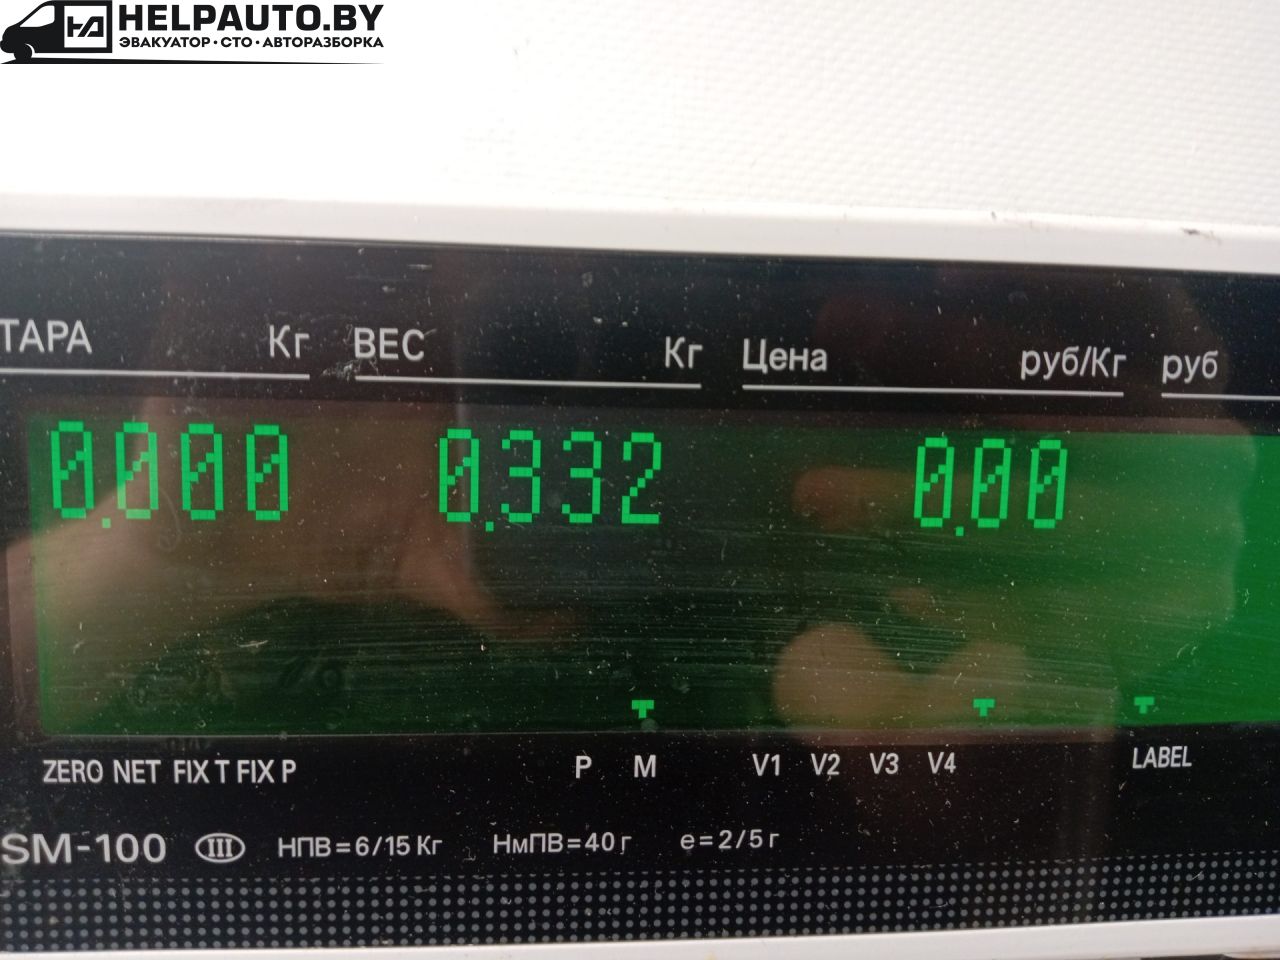 HELPAUTO.BY
ЭВАКУАТОР · СТО · АВТОРАЗБОРКА
ТАРА Кг ВЕС Кг Цена руб/Кг руб
0.000 0.332 0.00
ZERO NET FIX T FIX P P M V1 V2 V3 V4 LABEL
SM-100 III НПВ=6/15 Кг НмПВ=40 г e=2/5 г